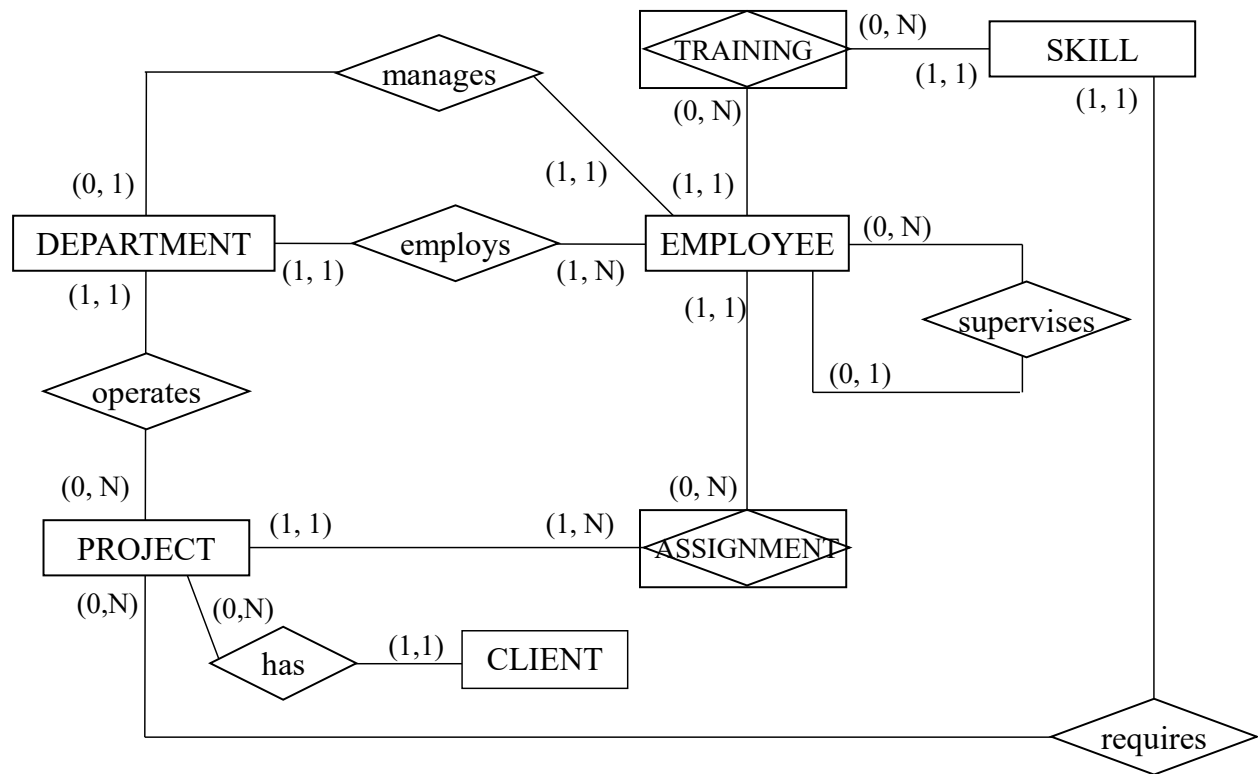 TRAINING
(0, N)
SKILL
(1, 1)
(1, 1)
(0, N)
manages
(0, 1)
(1, 1)
(1, 1)
DEPARTMENT
(1, 1)
employs
(1, N)
EMPLOYEE
(0, N)
(1, 1)
(1, 1)
supervises
(0, 1)
operates
(0, N)
(0, N)
PROJECT
(1, 1)
(1, N)
ASSIGNMENT
(0,N)
(0,N)
has
(1,1)
CLIENT
requires